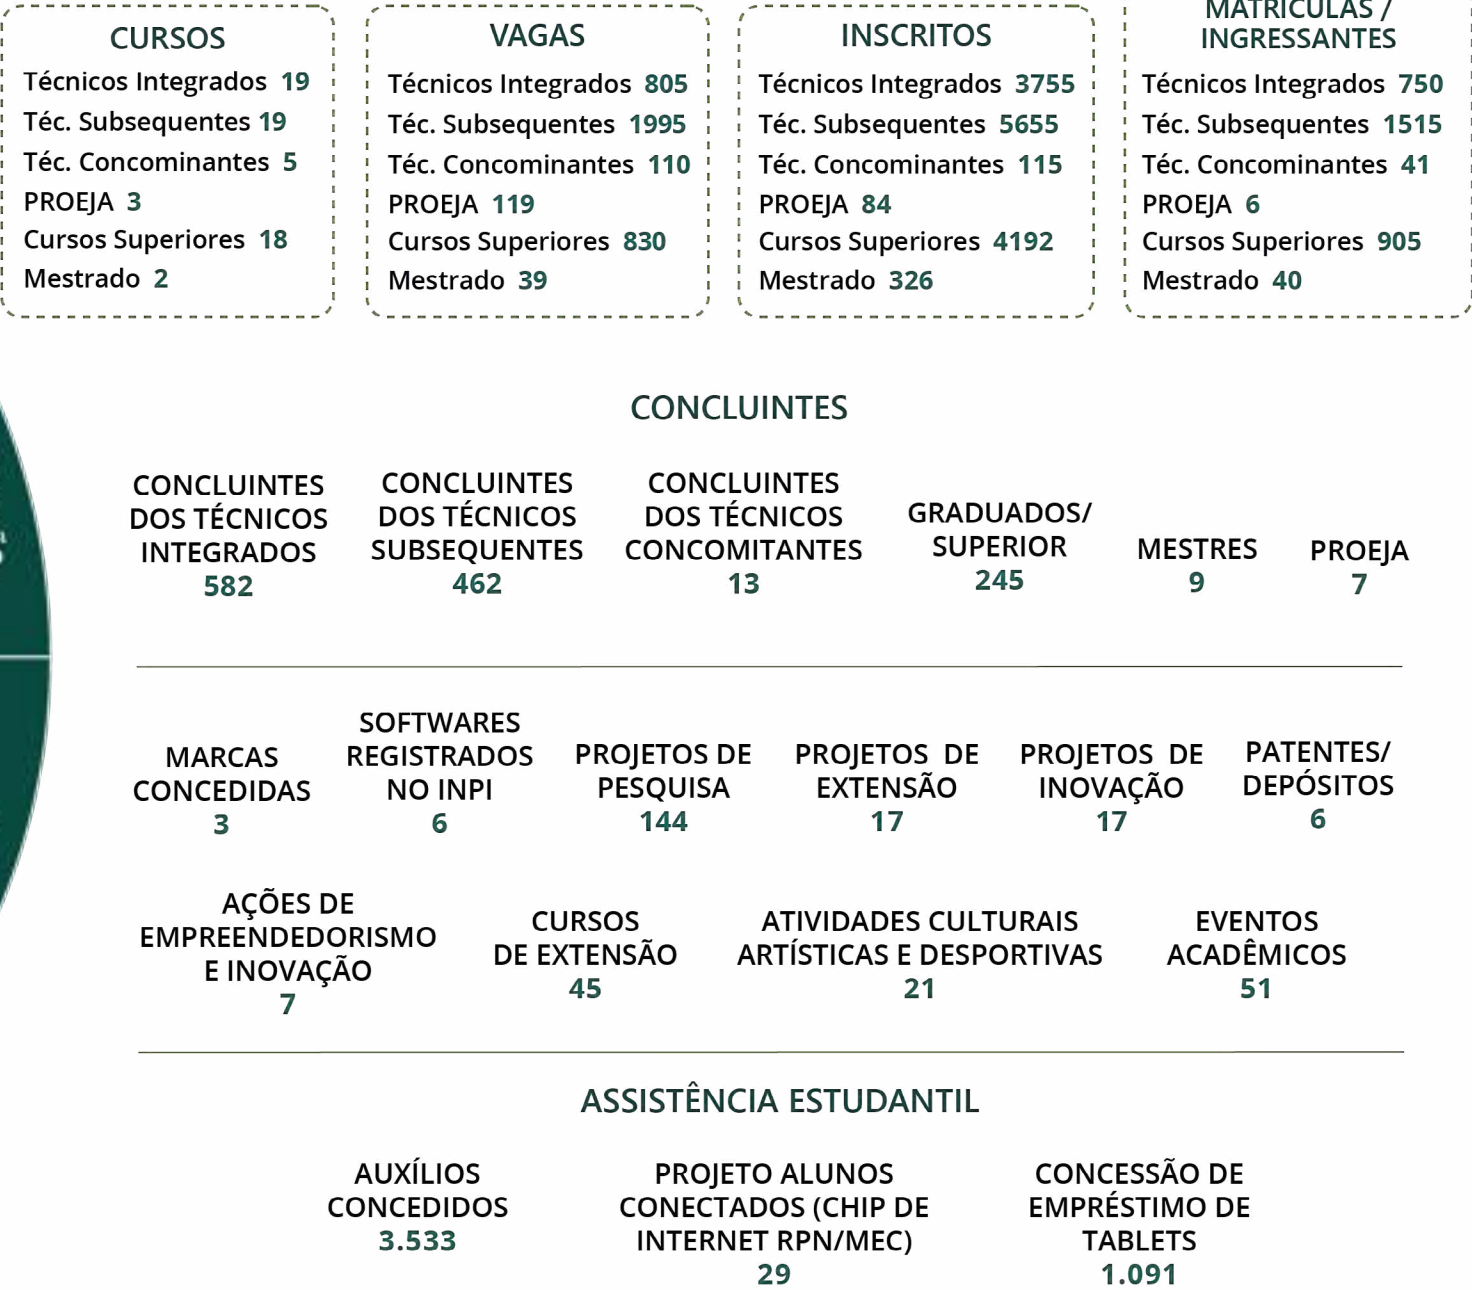 CURSOS
Técnicos Integrados 19
Téc. Subsequentes 19
Téc. Concominantes 5
PROEJA 3
Cursos Superiores 18
Mestrado 2
VAGAS
Técnicos Integrados 805
Téc. Subsequentes 1995
Téc. Concominantes 110
PROEJA 119
Cursos Superiores 830
Mestrado 39
INSCRITOS
Técnicos Integrados 3755
Téc. Subsequentes 5655
Téc. Concominantes 115
PROEJA 84
Cursos Superiores 4192
Mestrado 326
MATRÍCULAS /
INGRESSANTES
Técnicos Integrados 750
Téc. Subsequentes 1515
Téc. Concominantes 41
PROEJA 6
Cursos Superiores 905
Mestrado 40
CONCLUINTES
CONCLUINTES
DOS TÉCNICOS
INTEGRADOS
582
CONCLUINTES
DOS TÉCNICOS
SUBSEQUENTES
462
CONCLUINTES
DOS TÉCNICOS
CONCOMITANTES
13
GRADUADOS/
SUPERIOR
245
MESTRES
9
PROEJA
7
MARCAS
CONCEDIDAS
3
SOFTWARES
REGISTRADOS
NO INPI
6
PROJETOS DE
PESQUISA
144
PROJETOS DE
EXTENSÃO
17
PROJETOS DE
INOVAÇÃO
17
PATENTES/
DEPÓSITOS
6
AÇÕES DE
EMPREENDEDORISMO
E INOVAÇÃO
7
CURSOS
DE EXTENSÃO
45
ATIVIDADES CULTURAIS
ARTÍSTICAS E DESPORTIVAS
21
EVENTOS
ACADÊMICOS
51
ASSISTÊNCIA ESTUDANTIL
AUXÍLIOS
CONCEDIDOS
3.533
PROJETO ALUNOS
CONECTADOS (CHIP DE
INTERNET RPN/MEC)
29
CONCESSÃO DE
EMPRÉSTIMO DE
TABLETS
1.091